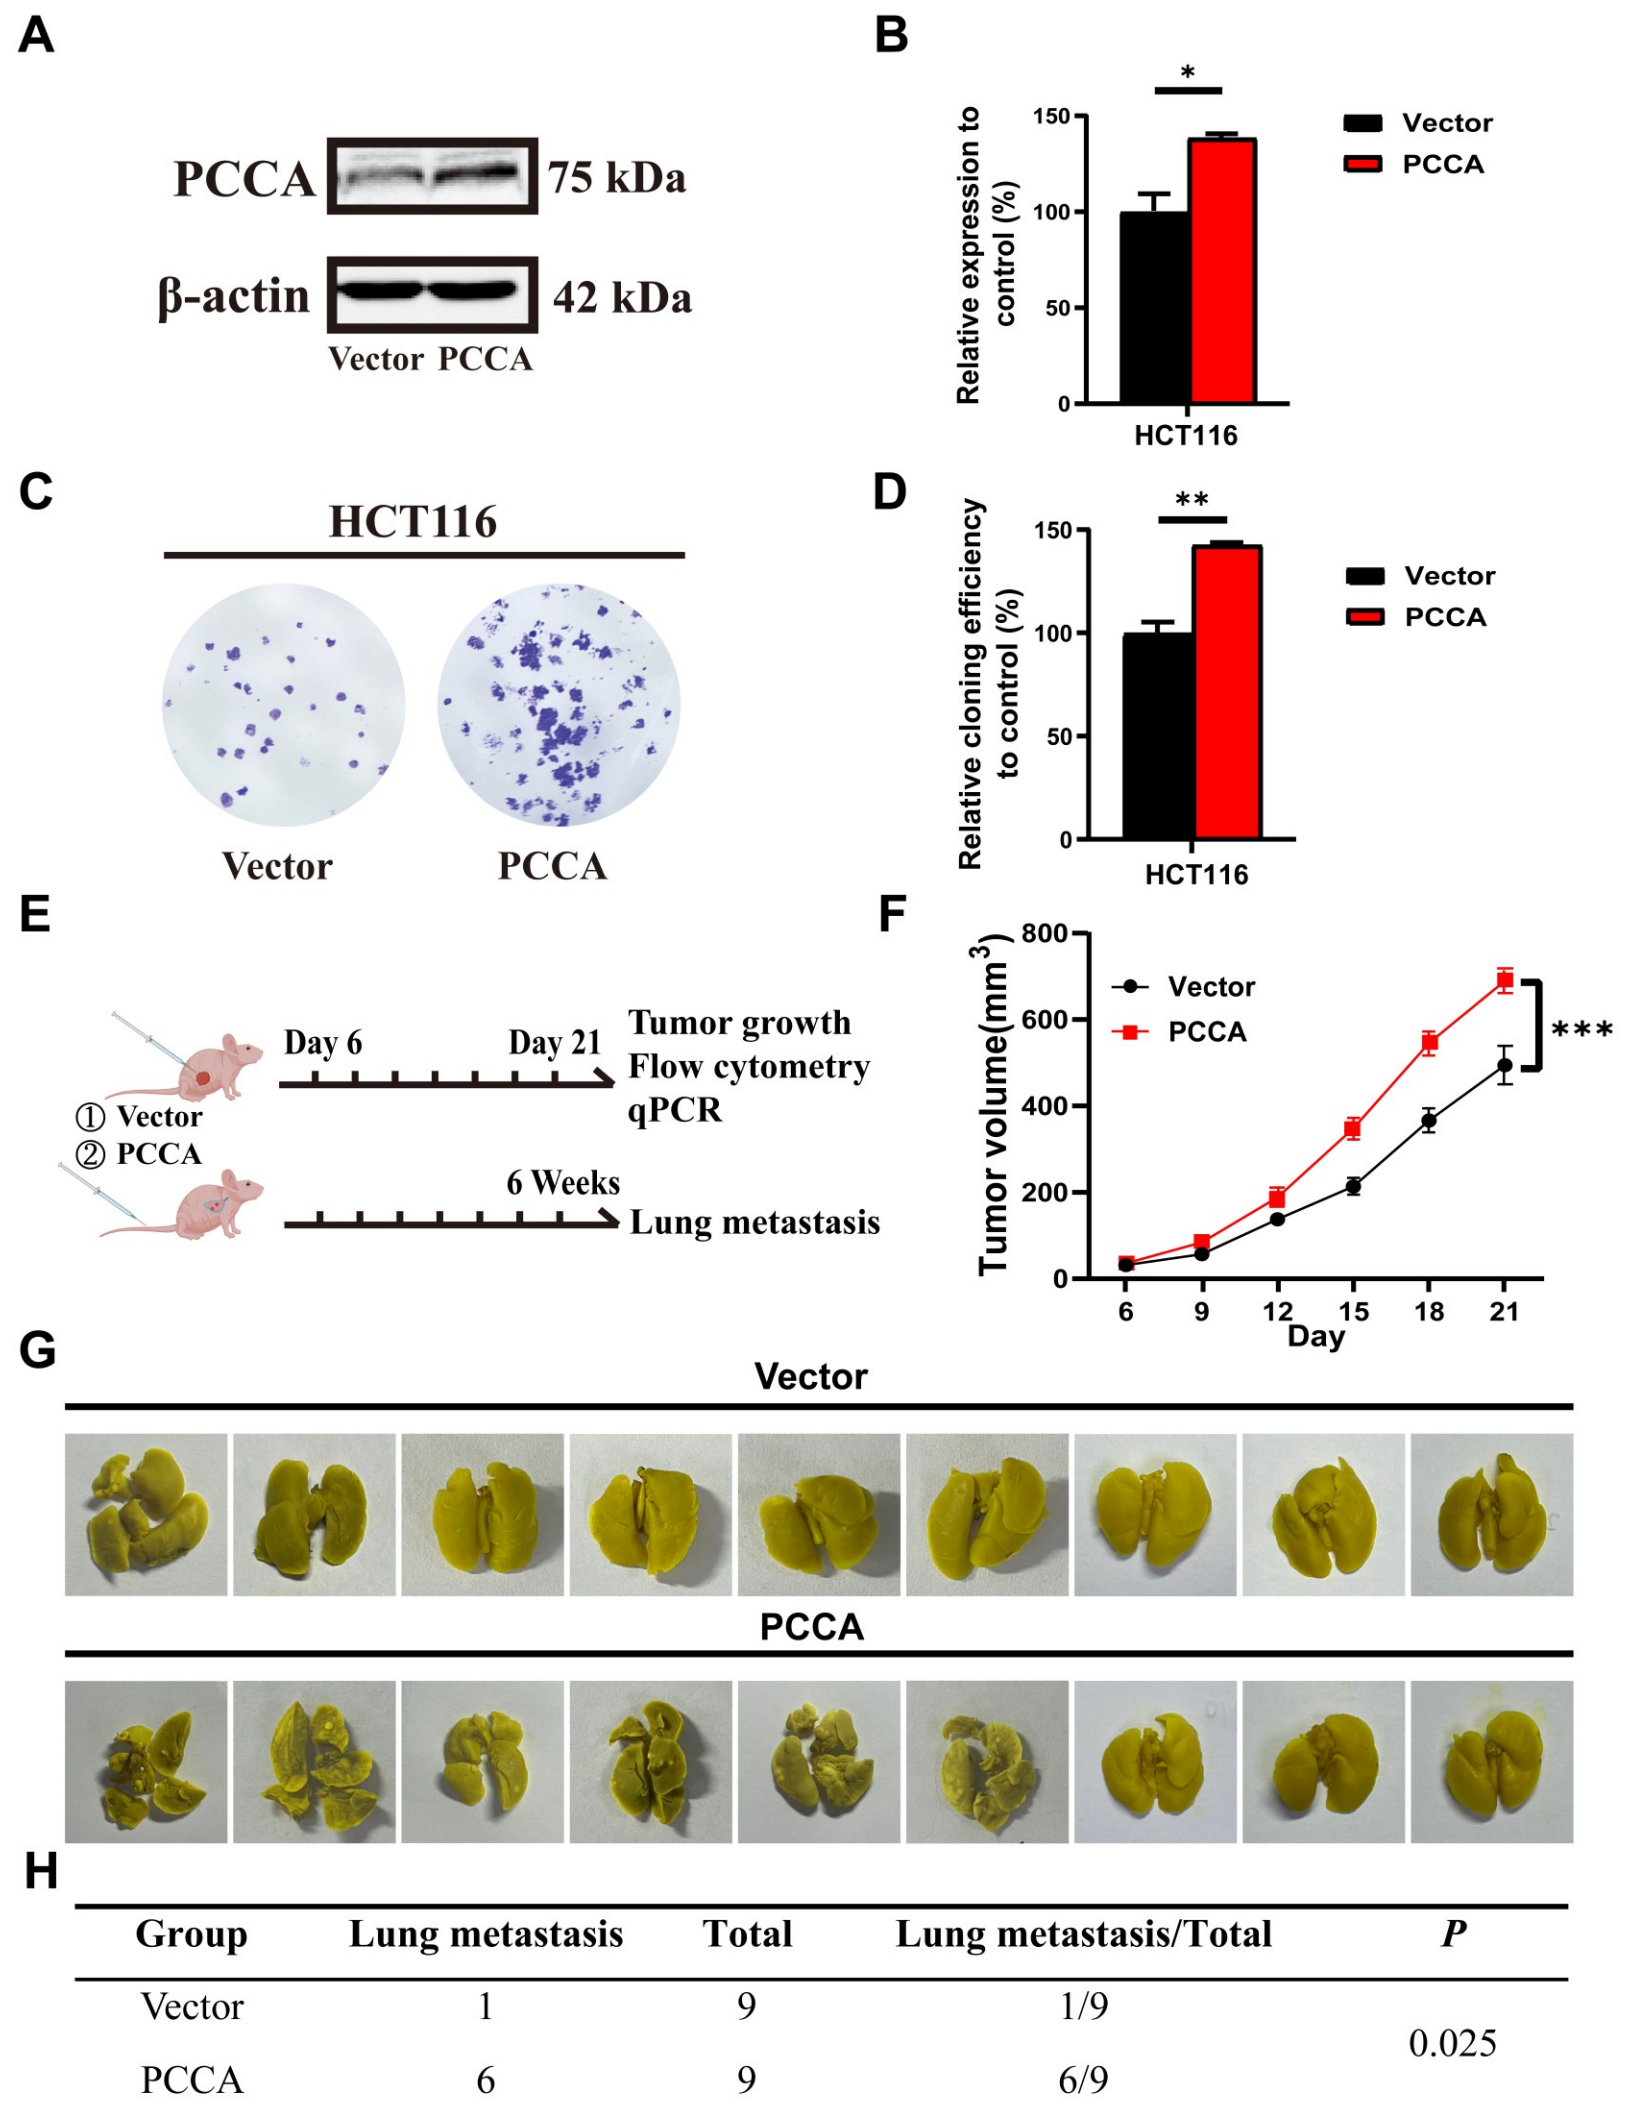 A
PCCA
75 kDa
β-actin
42 kDa
Vector PCCA
B
*
Relative expression to
control (%)
150
100
50
0
HCT116
Vector
PCCA
C
HCT116
Vector
PCCA
D
**
Relative cloning efficiency
to control (%)
150
100
50
0
HCT116
Vector
PCCA
E
Day 6
Day 21
Tumor growth
Flow cytometry
qPCR
① Vector
② PCCA
6 Weeks
Lung metastasis
F
Tumor volume(mm³)
800
600
400
200
0
Vector
PCCA
***
6 9 12 15 18 21
Day
G
Vector
PCCA
H
Group Lung metastasis Total Lung metastasis/Total P
Vector 1 9 1/9
0.025
PCCA 6 9 6/9